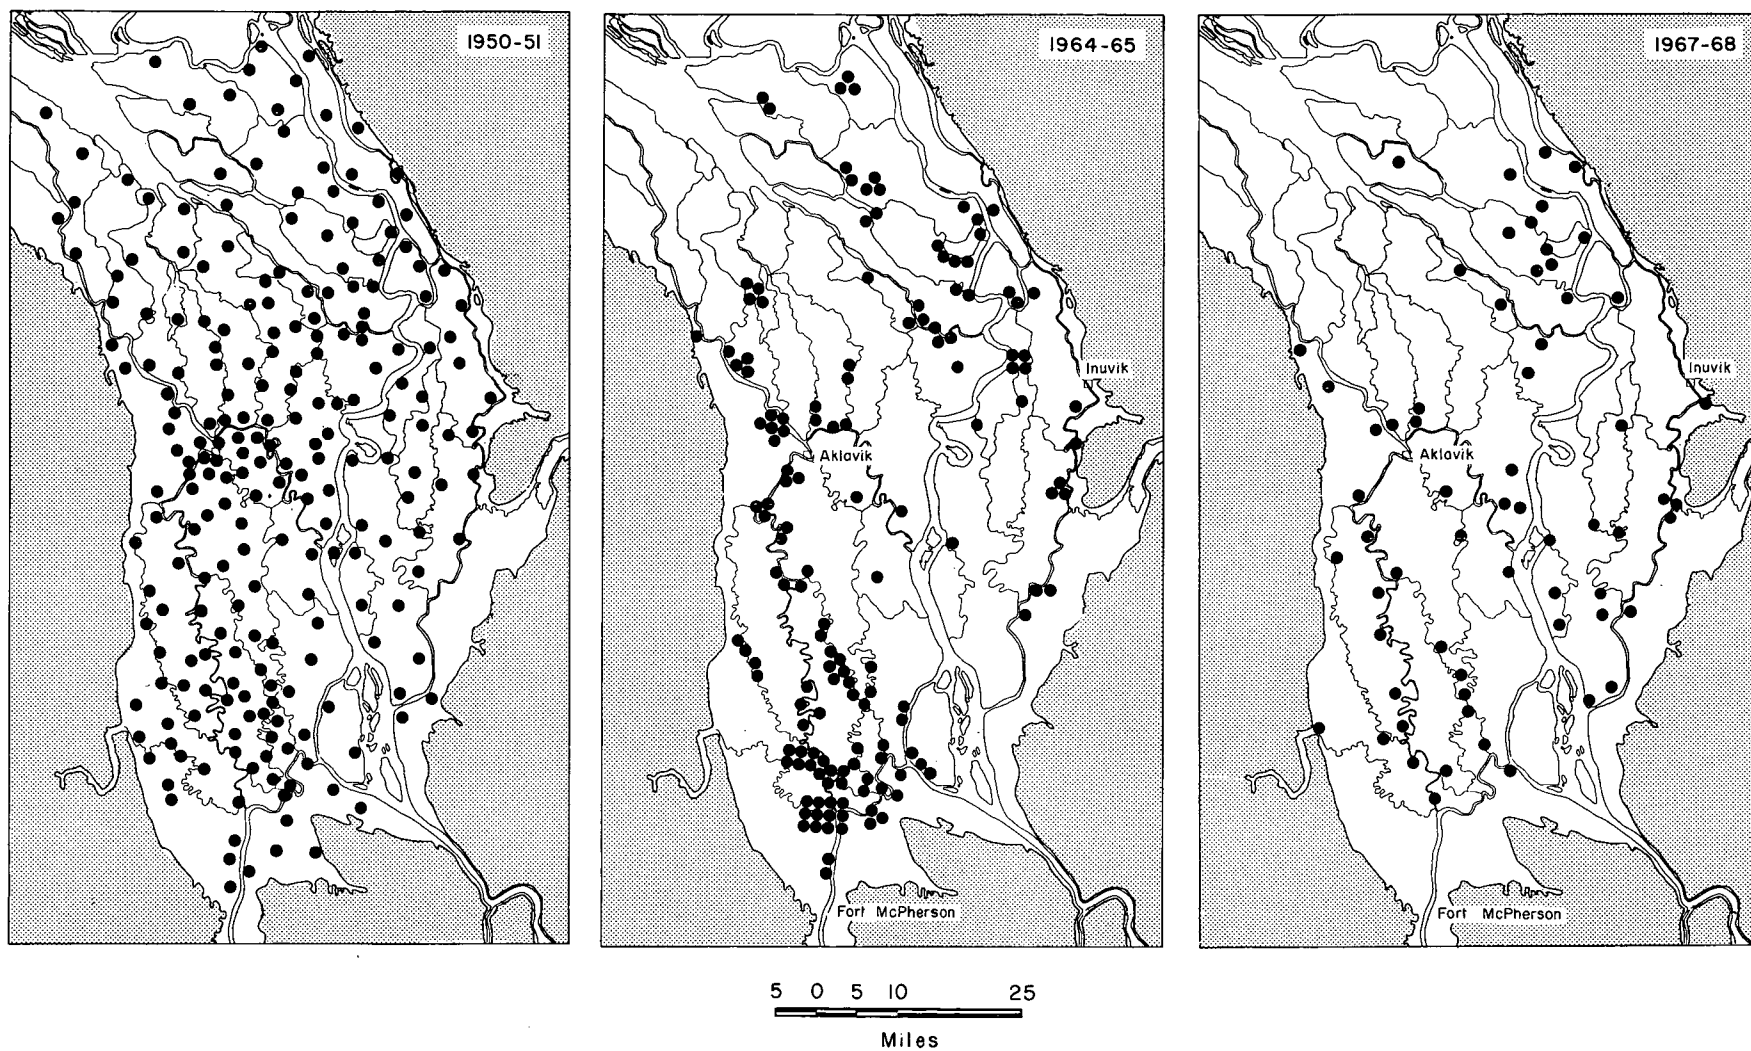 1950-51
1964-65
1967-68
Inuvik
Inuvik
Aklavik
Aklavik
Fort McPherson
Fort McPherson
5 0 5 10 25
Miles